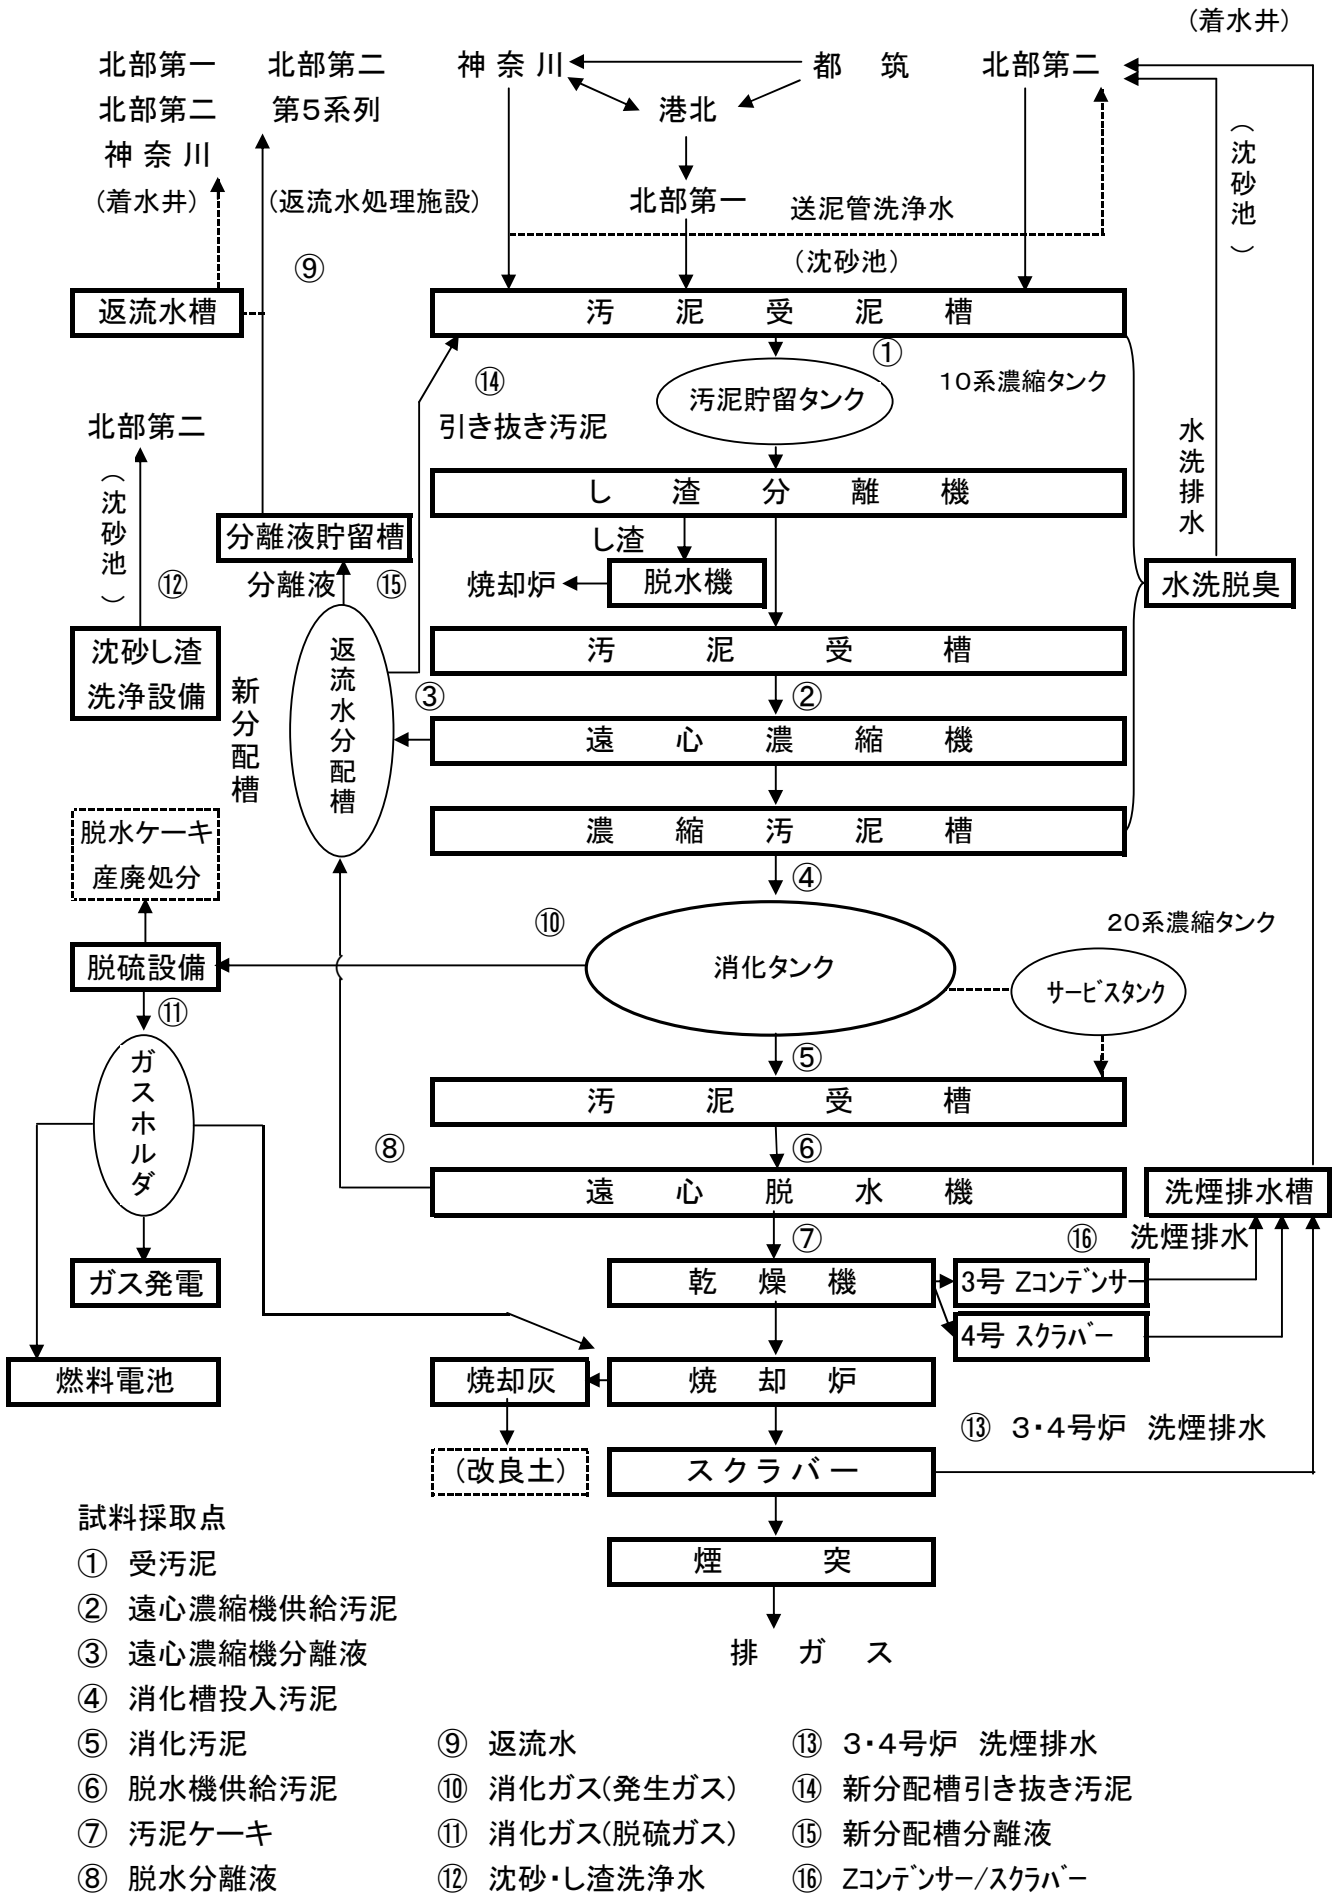 (着水井)
北部第一　北部第二　神奈川　都　筑　北部第二
北部第二　第5系列　港北
神奈川
(着水井)　(返流水処理施設)　北部第一　送泥管洗浄水
(沈砂池)
⑨　(沈砂池)
返流水槽　汚　泥　受　泥　槽
①
⑭　汚泥貯留タンク　10系濃縮タンク
北部第二　引き抜き汚泥　水洗排水
(沈砂池)　し　渣　分　離　機
分離液貯留槽　し渣
⑫　分離液　⑮　焼却炉　脱水機　水洗脱臭
沈砂し渣　返流水分配槽　汚　泥　受　槽
洗浄設備　新分配槽　③　②
遠　心　濃　縮　機
脱水ケーキ　濃　縮　汚　泥　槽
産廃処分　④
⑩　20系濃縮タンク
脱硫設備　消化タンク　サービスタンク
⑪
ガスホルダ　⑤
汚　泥　受　槽
⑧　⑥
遠　心　脱　水　機　洗煙排水槽
⑦　⑯　洗煙排水
ガス発電　乾　燥　機　3号 Zコンデンサー
4号 スクラバー
燃料電池　焼却灰　焼　却　炉
⑬　3・4号炉　洗煙排水
(改良土)　スクラバー
試料採取点
煙　突
① 受汚泥
② 遠心濃縮機供給汚泥
③ 遠心濃縮機分離液　排　ガ　ス
④ 消化槽投入汚泥
⑤ 消化汚泥　⑨ 返流水　⑬ 3・4号炉　洗煙排水
⑥ 脱水機供給汚泥　⑩ 消化ガス(発生ガス)　⑭ 新分配槽引き抜き汚泥
⑦ 汚泥ケーキ　⑪ 消化ガス(脱硫ガス)　⑮ 新分配槽分離液
⑧ 脱水分離液　⑫ 沈砂・し渣洗浄水　⑯ Zコンデンサー/スクラバー